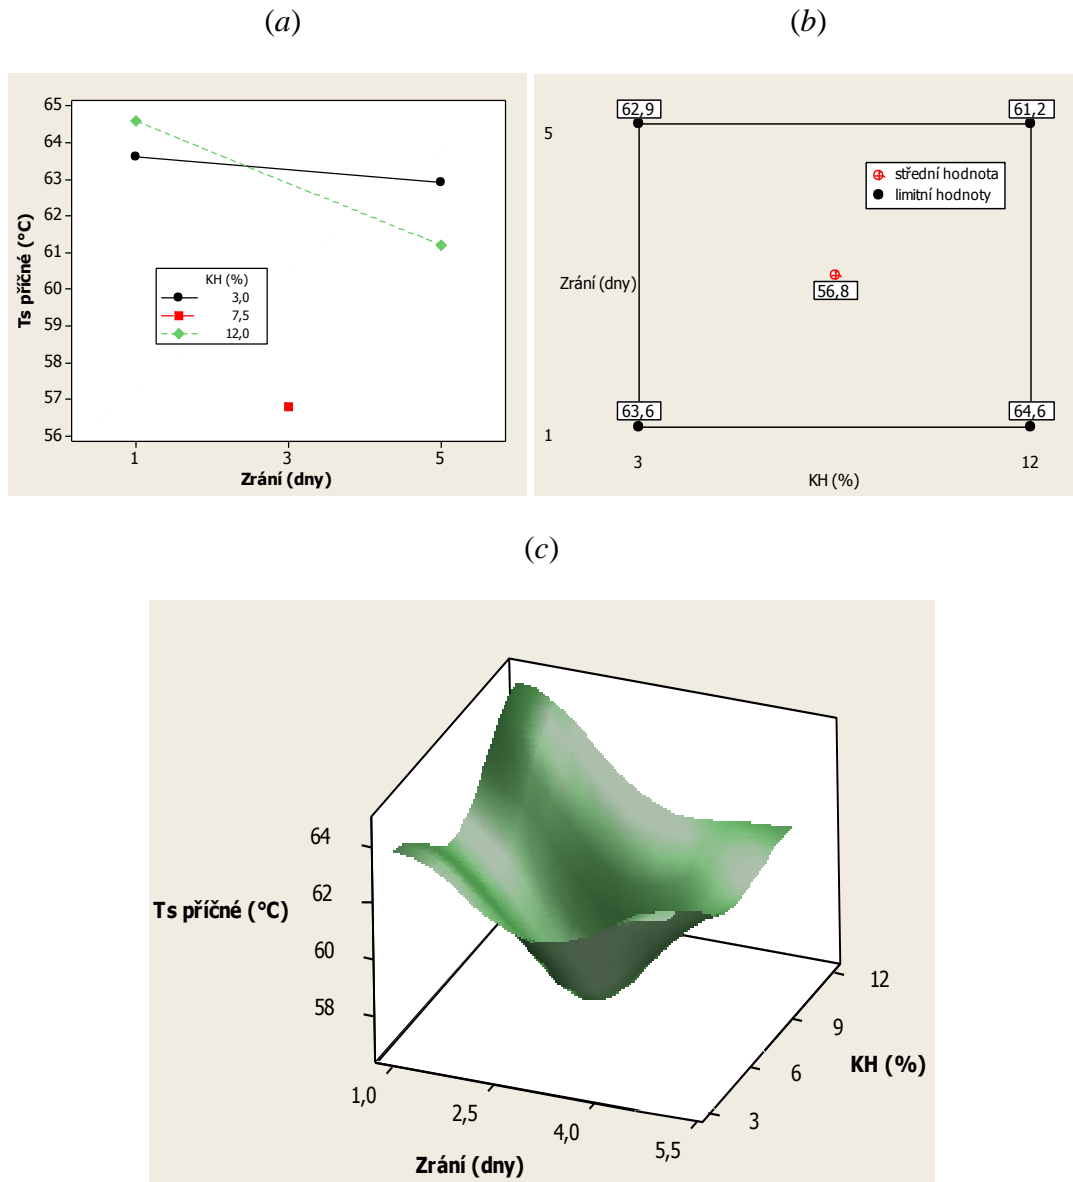 (a)
65
64
63
62
61
60
59
58
57
56
Ts příčné (°C)
KH (%)
3,0
7,5
12,0
1
3
5
Zrání (dny)
(b)
62,9
61,2
5
střední hodnota
limitní hodnoty
Zrání (dny)
56,8
63,6
64,6
1
3
12
KH (%)
(c)
64
62
60
58
Ts příčné (°C)
1,0
2,5
4,0
5,5
Zrání (dny)
12
9
6
3
KH (%)